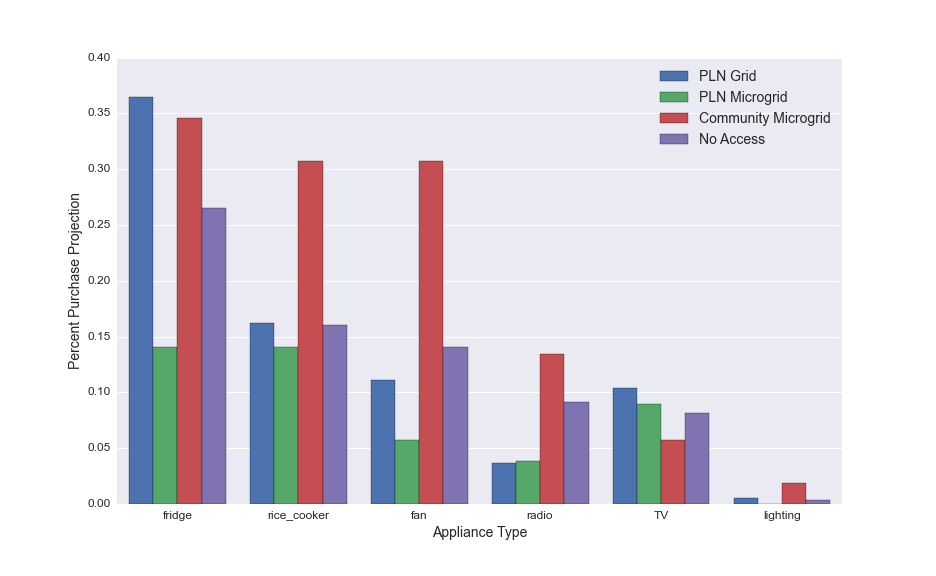 0.40
0.35
0.30
0.25
0.20
0.15
0.10
0.05
0.00
Percent Purchase Projection
PLN Grid
PLN Microgrid
Community Microgrid
No Access
fridge
rice_cooker
fan
radio
TV
lighting
Appliance Type